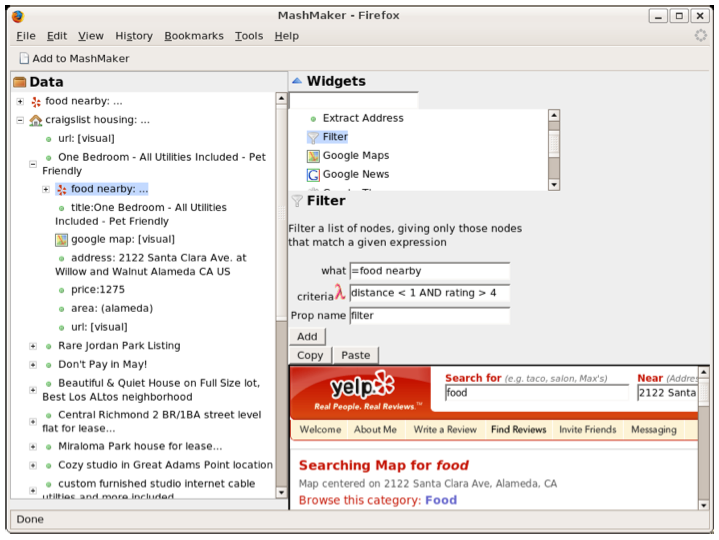 MashMaker - Firefox
File Edit View History Bookmarks Tools Help
Add to MashMaker
Data
food nearby: ...
craigslist housing: ...
url: [visual]
One Bedroom - All Utilities Included - Pet
Friendly
food nearby: ...
title:One Bedroom - All Utilities
Included - Pet Friendly
google map: [visual]
address: 2122 Santa Clara Ave. at
Willow and Walnut Alameda CA US
price:1275
area: (alameda)
url: [visual]
Rare Jordan Park Listing
Don't Pay in May!
Beautiful & Quiet House on Full Size lot,
Best Los ALtos neighborhood
Central Richmond 2 BR/1BA street level
flat for lease...
Miraloma Park house for lease...
Cozy studio in Great Adams Point location
custom furnished studio internet cable
utilties and more included
Widgets
Extract Address
Filter
Google Maps
Google News
Filter
Filter a list of nodes, giving only those nodes
that match a given expression
what =food nearby
criteria λ distance < 1 AND rating > 4
Prop name filter
Add
Copy Paste
yelp
Real People. Real Reviews.™
Search for (e.g. taco, salon, Max's) Near (Addres
food 2122 Santa
Welcome About Me Write a Review Find Reviews Invite Friends Messaging
Searching Map for food
Map centered on 2122 Santa Clara Ave, Alameda, CA
Browse this category: Food
Done